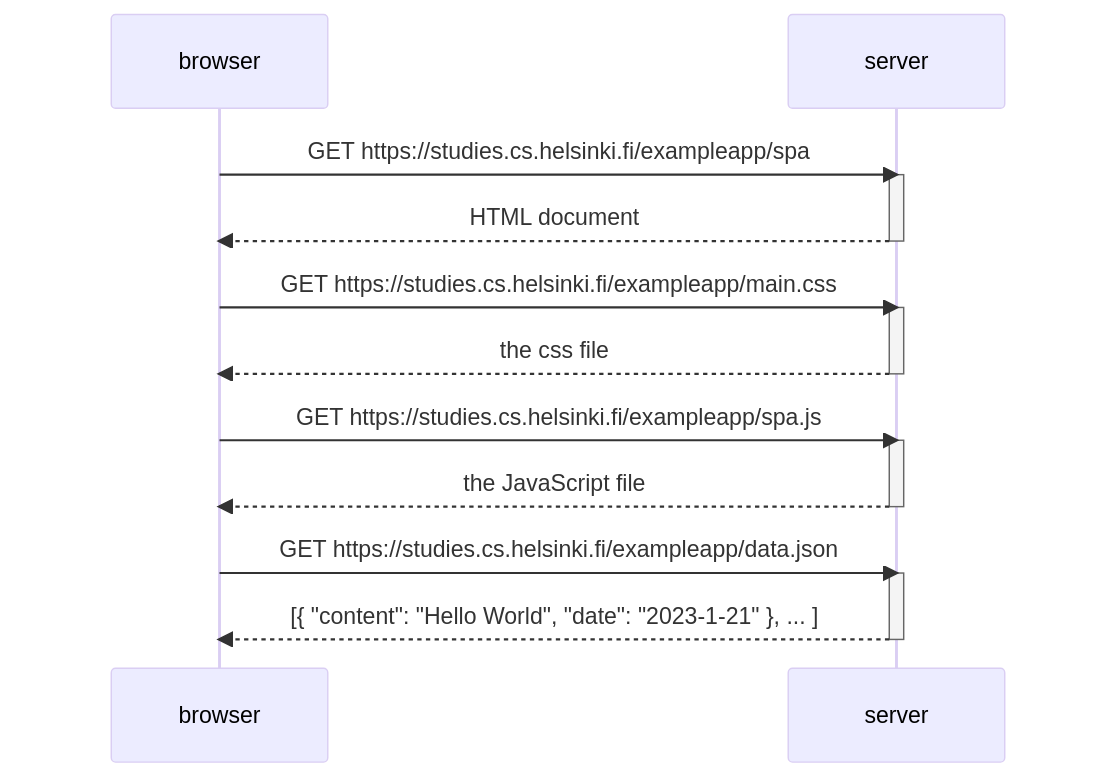 browser
server
GET https://studies.cs.helsinki.fi/exampleapp/spa
HTML document
GET https://studies.cs.helsinki.fi/exampleapp/main.css
the css file
GET https://studies.cs.helsinki.fi/exampleapp/spa.js
the JavaScript file
GET https://studies.cs.helsinki.fi/exampleapp/data.json
[{ "content": "Hello World", "date": "2023-1-21" }, ... ]
browser
server